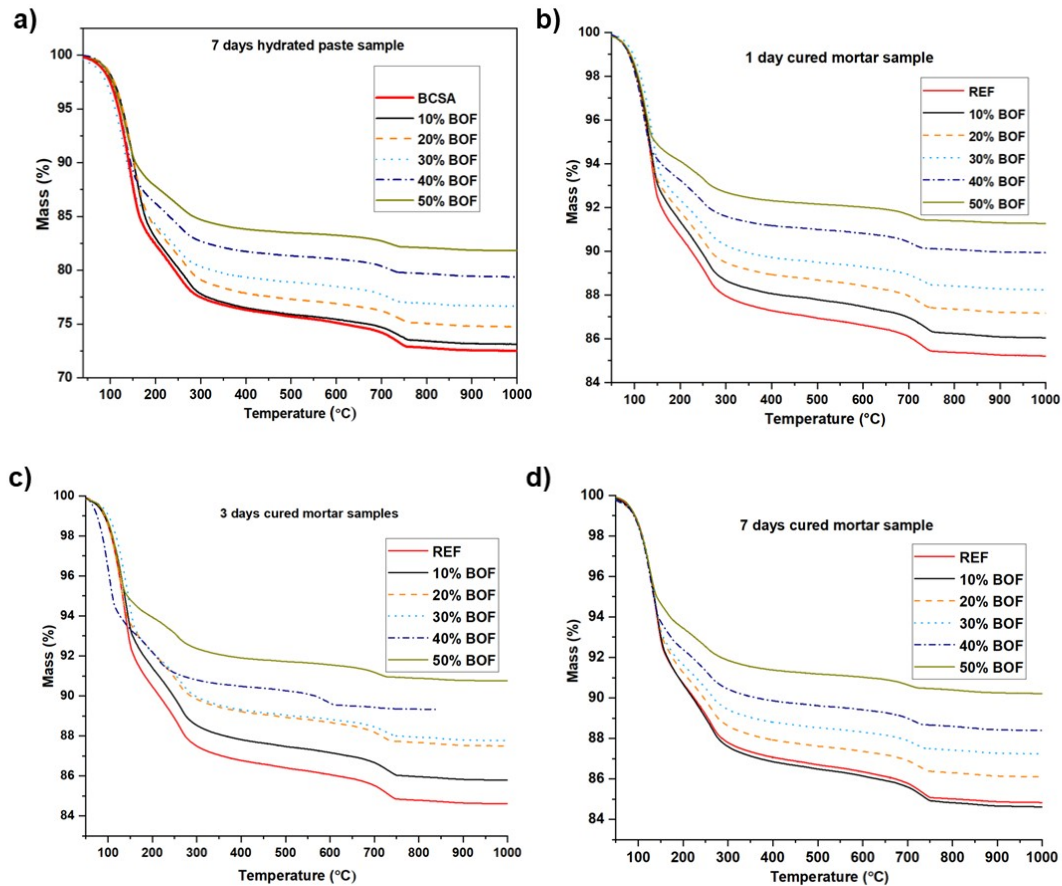 a)
7 days hydrated paste sample
BCSA
10% BOF
20% BOF
30% BOF
40% BOF
50% BOF
Mass (%)
100
95
90
85
80
75
70
100 200 300 400 500 600 700 800 900 1000
Temperature (°C)
b)
1 day cured mortar sample
REF
10% BOF
20% BOF
30% BOF
40% BOF
50% BOF
Mass (%)
100
98
96
94
92
90
88
86
84
100 200 300 400 500 600 700 800 900 1000
Temperature (°C)
c)
3 days cured mortar samples
REF
10% BOF
20% BOF
30% BOF
40% BOF
50% BOF
Mass (%)
100
98
96
94
92
90
88
86
84
100 200 300 400 500 600 700 800 900 1000
Temperature (°C)
d)
7 days cured mortar sample
REF
10% BOF
20% BOF
30% BOF
40% BOF
50% BOF
Mass (%)
100
98
96
94
92
90
88
86
84
100 200 300 400 500 600 700 800 900 1000
Temperature (°C)